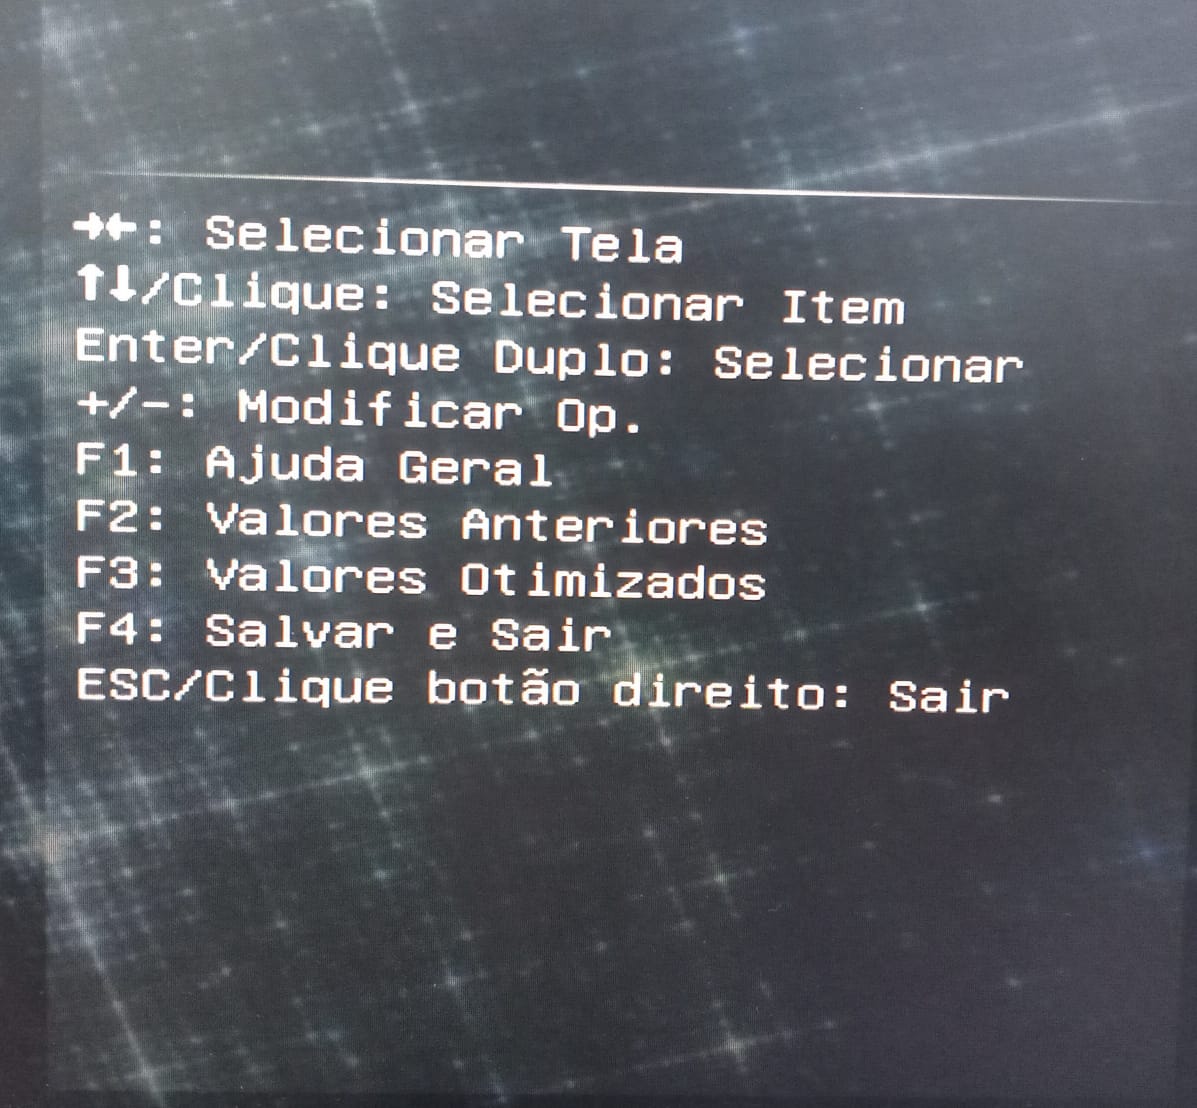 →←: Selecionar Tela
↑↓/Clique: Selecionar Item
Enter/Clique Duplo: Selecionar
+/-: Modificar Op.
F1: Ajuda Geral
F2: Valores Anteriores
F3: Valores Otimizados
F4: Salvar e Sair
ESC/Clique botão direito: Sair